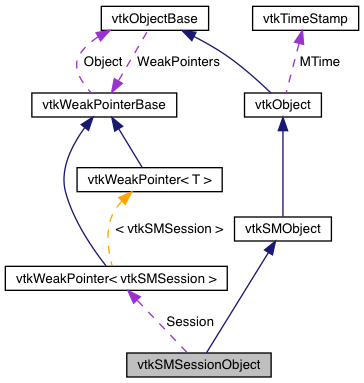 vtkObjectBase
vtkTimeStamp
Object
WeakPointers
MTime
vtkWeakPointerBase
vtkObject
vtkWeakPointer< T >
< vtkSMSession >
vtkSMObject
vtkWeakPointer< vtkSMSession >
Session
vtkSMSessionObject